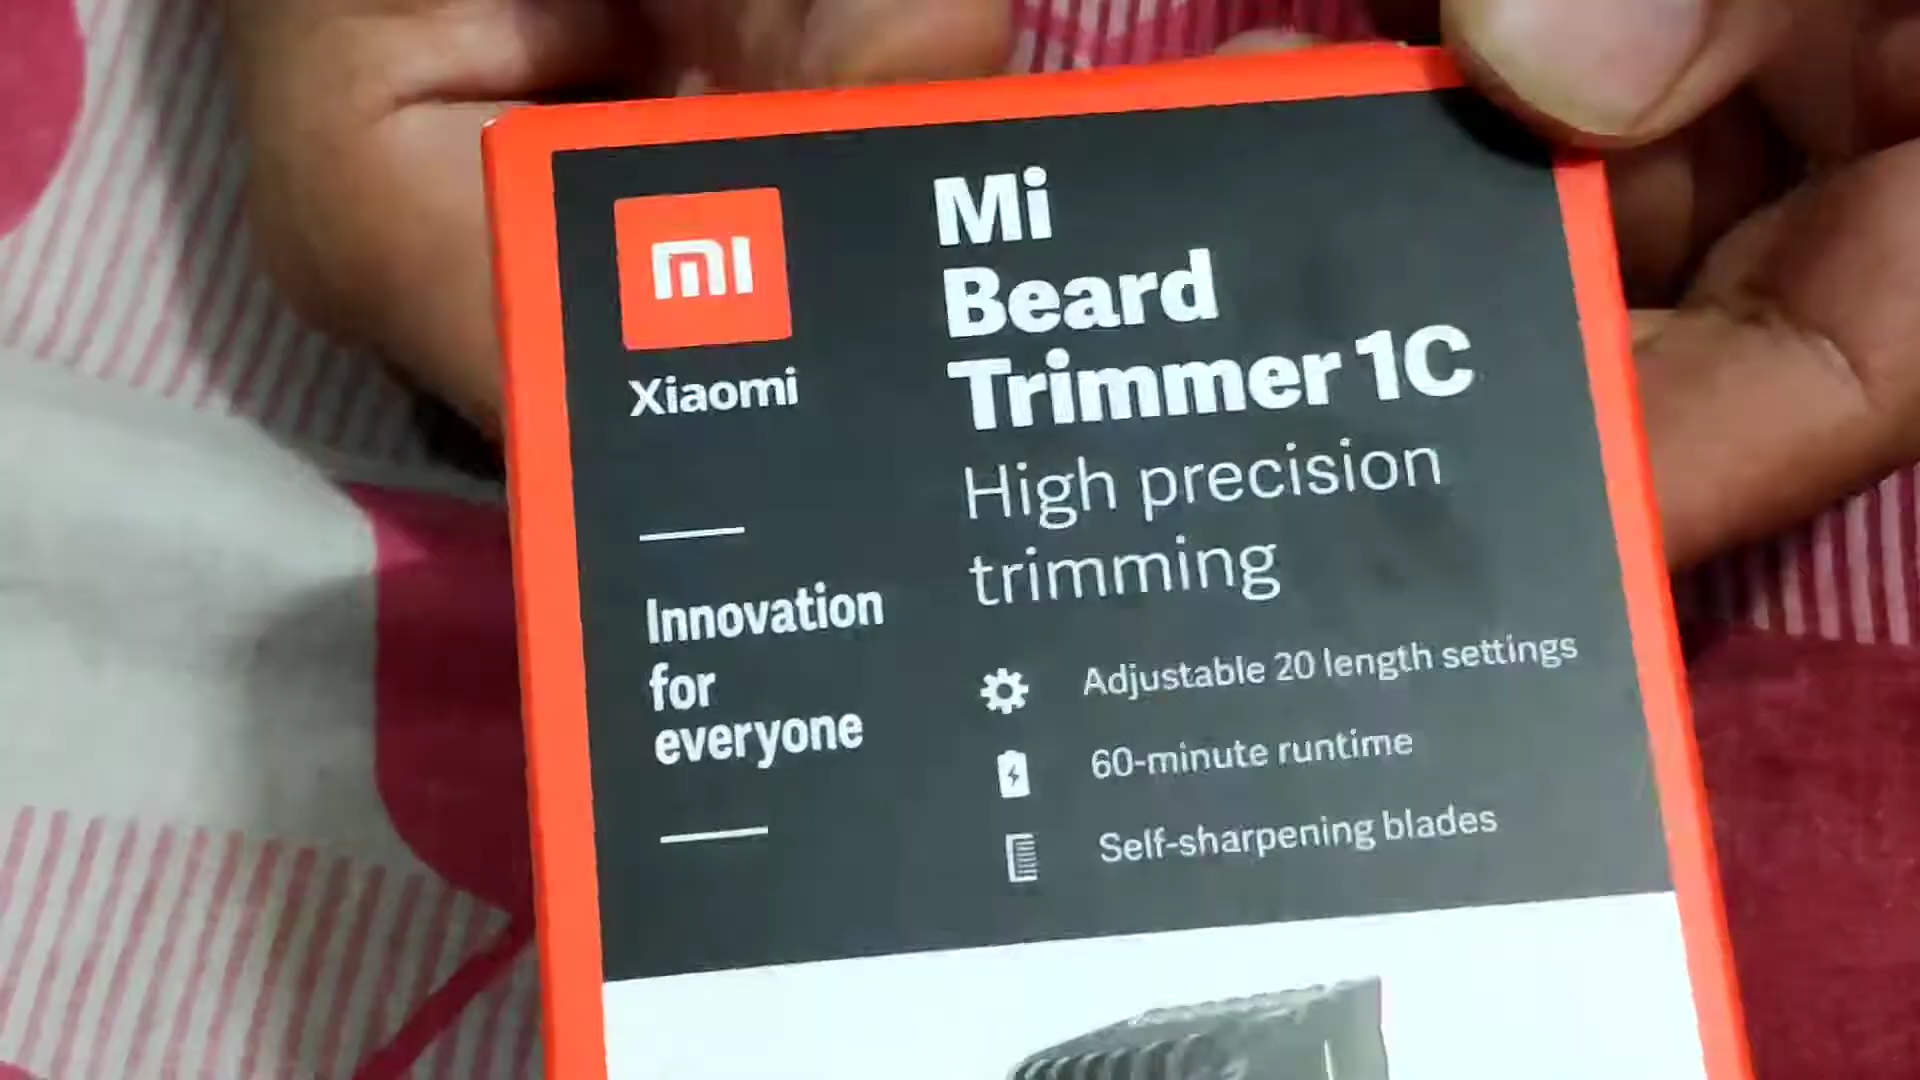 mi
Xiaomi
Innovation
for
everyone
Mi
Beard
Trimmer 1C
High precision
trimming
Adjustable 20 length settings
60-minute runtime
Self-sharpening blades